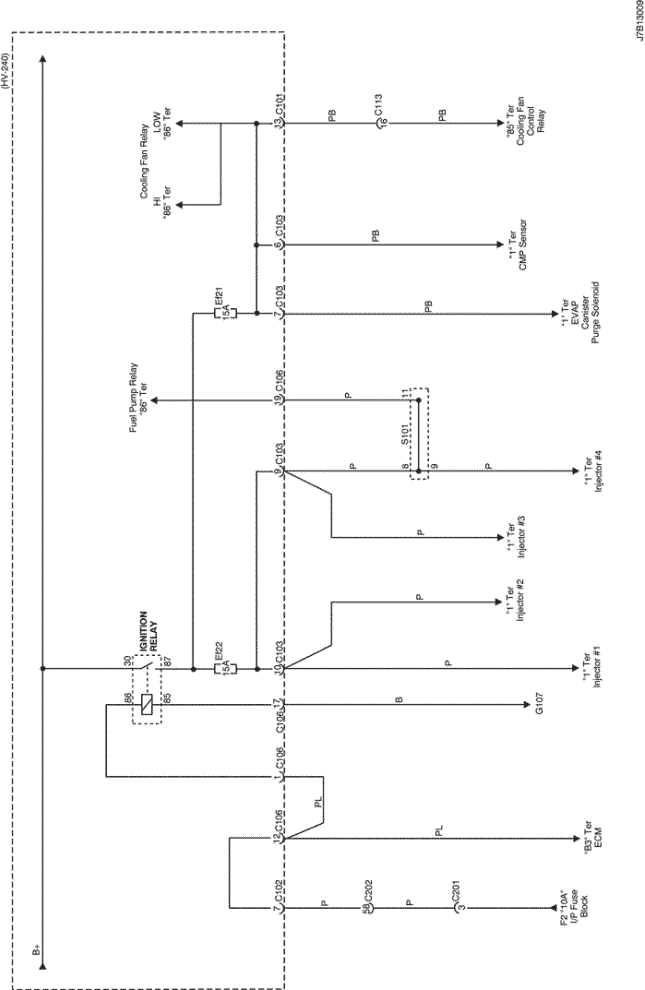 J7B13009
(HV-240)
B+
LOW
"86" Ter
Cooling Fan Relay
HI
"86" Ter
13 C101
PB
C113
16
PB
"85" Ter
Cooling Fan
Control
Relay
6 C103
PB
"1" Ter
CMP Sensor
Ef21
15A
7 C103
PB
"1" Ter
EVAP
Canister
Purge Solenoid
Fuel Pump Relay
"86" Ter
19 C106
P
11
S101
8
9
9 C103
P
P
"1" Ter
Injector #4
P
"1" Ter
Injector #3
P
"1" Ter
Injector #2
IGNITION
RELAY
30
87
86
85
Ef22
15A
10 C103
P
"1" Ter
Injector #1
17
C106
B
G107
1 C106
PL
12 C106
PL
"B3" Ter
ECM
7 C102
P
58 C202
P
3 C201
F2 "10A"
I/P Fuse
Block